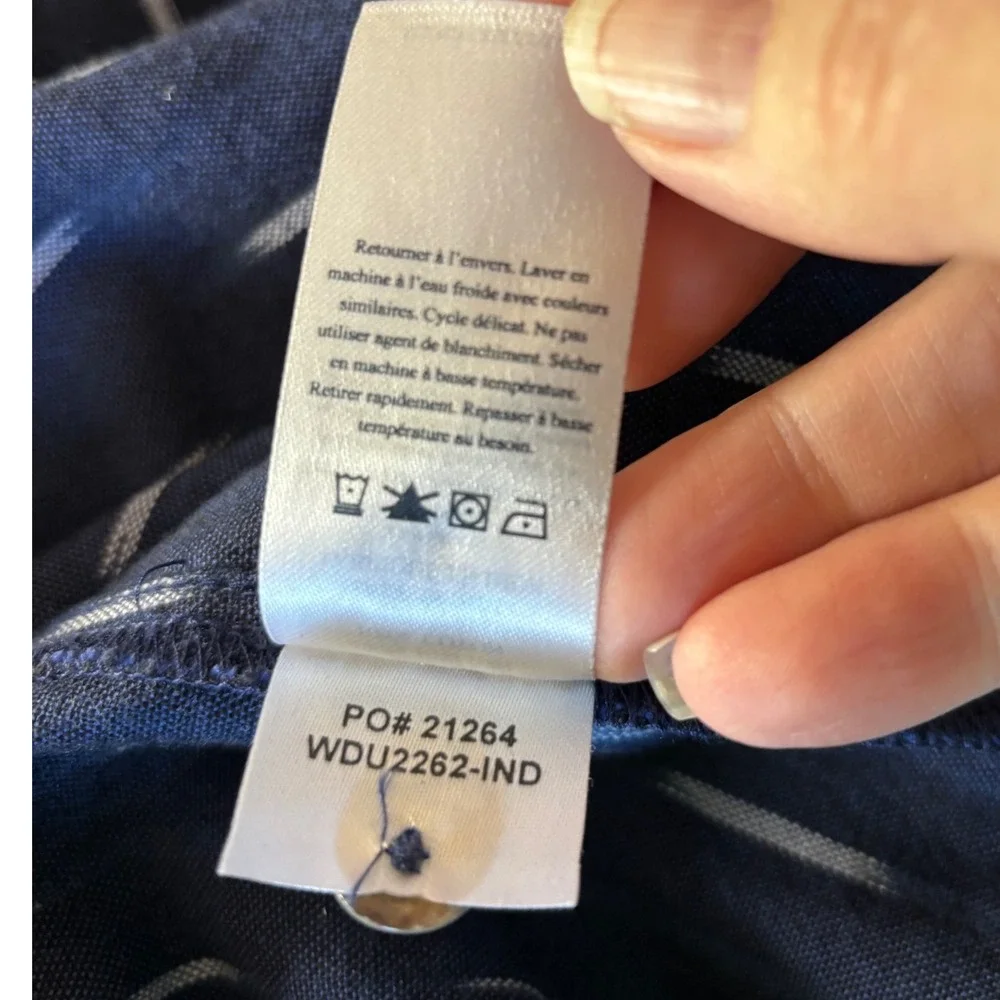 Retourner à l'envers. Laver en
machine à l'eau froide avec couleurs
similaires. Cycle délicat. Ne pas
utiliser agent de blanchiment. Sécher
en machine à basse température.
Retirer rapidement. Repasser à basse
température au besoin.
PO# 21264
WDU2262-IND